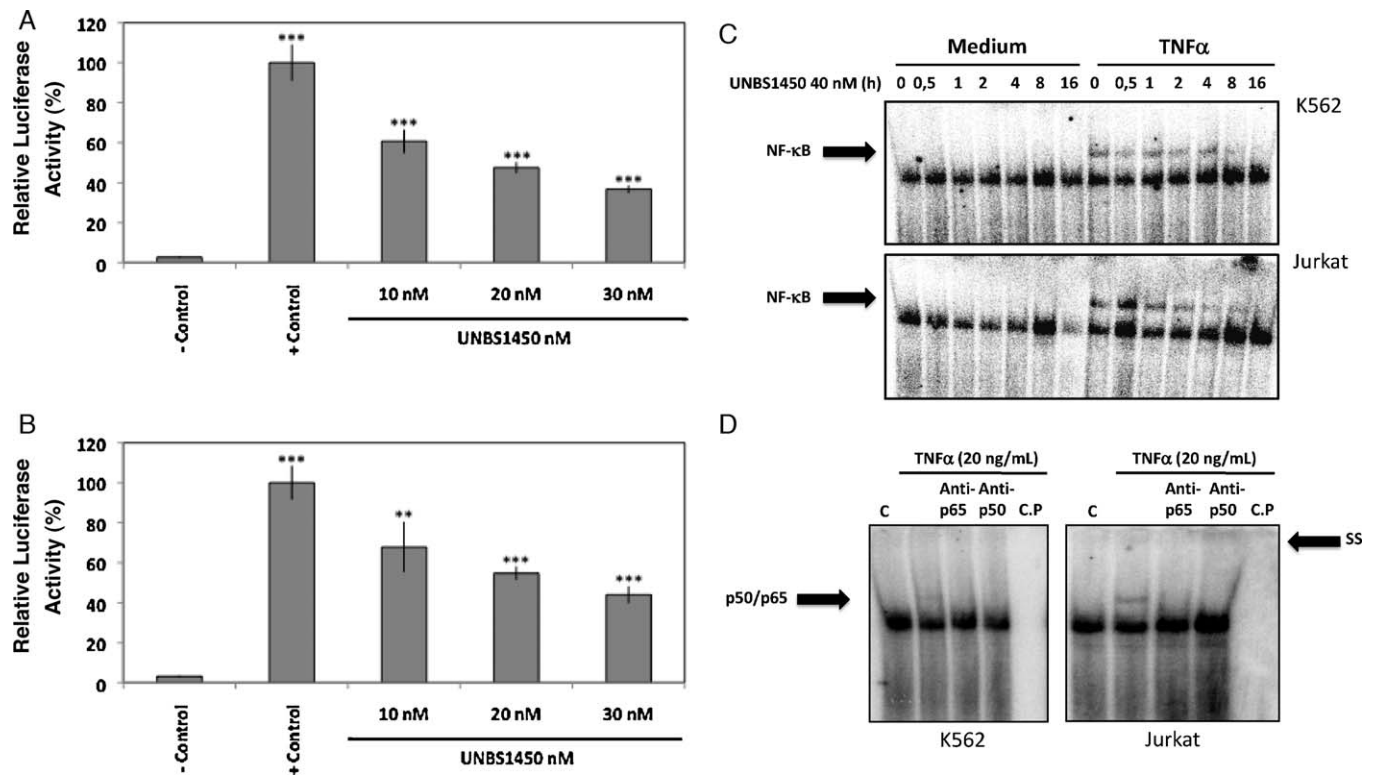 A
Relative Luciferase
Activity (%)
120
100
80
60
40
20
0
***
***
***
***
- Control
+ Control
10 nM
20 nM
30 nM
UNBS1450 nM
B
Relative Luciferase
Activity (%)
120
100
80
60
40
20
0
***
**
***
***
- Control
+ Control
10 nM
20 nM
30 nM
UNBS1450 nM
C
Medium TNFα
UNBS1450 40 nM (h) 0 0,5 1 2 4 8 16 0 0,5 1 2 4 8 16
K562
NF-κB
Jurkat
NF-κB
D
TNFα (20 ng/mL) TNFα (20 ng/mL)
Anti- Anti- Anti- Anti-
C p65 p50 C.P C p65 p50 C.P
SS
p50/p65
K562 Jurkat